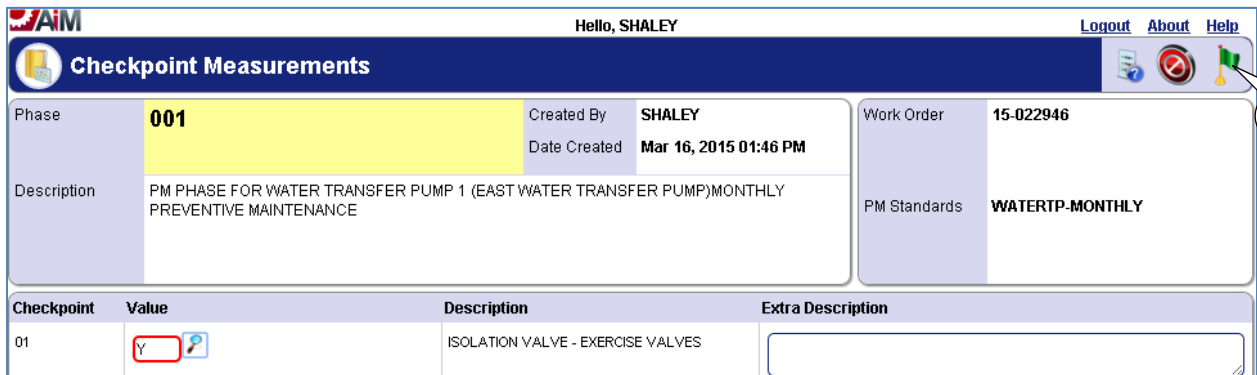 AiM
Hello, SHALEY
Logout About Help
Checkpoint Measurements
Phase 001 Created By SHALEY Work Order 15-022946
Date Created Mar 16, 2015 01:46 PM
Description PM PHASE FOR WATER TRANSFER PUMP 1 (EAST WATER TRANSFER PUMP)MONTHLY
PREVENTIVE MAINTENANCE
PM Standards WATERTP-MONTHLY
Checkpoint Value Description Extra Description
01 Y ISOLATION VALVE - EXERCISE VALVES